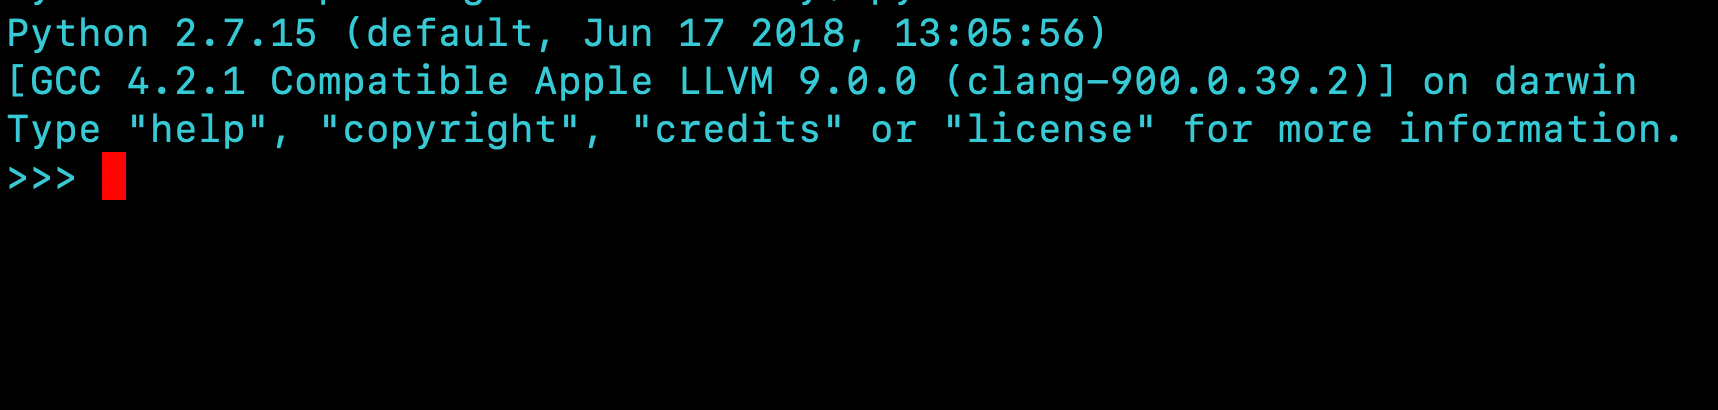 Python 2.7.15 (default, Jun 17 2018, 13:05:56)
[GCC 4.2.1 Compatible Apple LLVM 9.0.0 (clang-900.0.39.2)] on darwin
Type "help", "copyright", "credits" or "license" for more information.
>>>